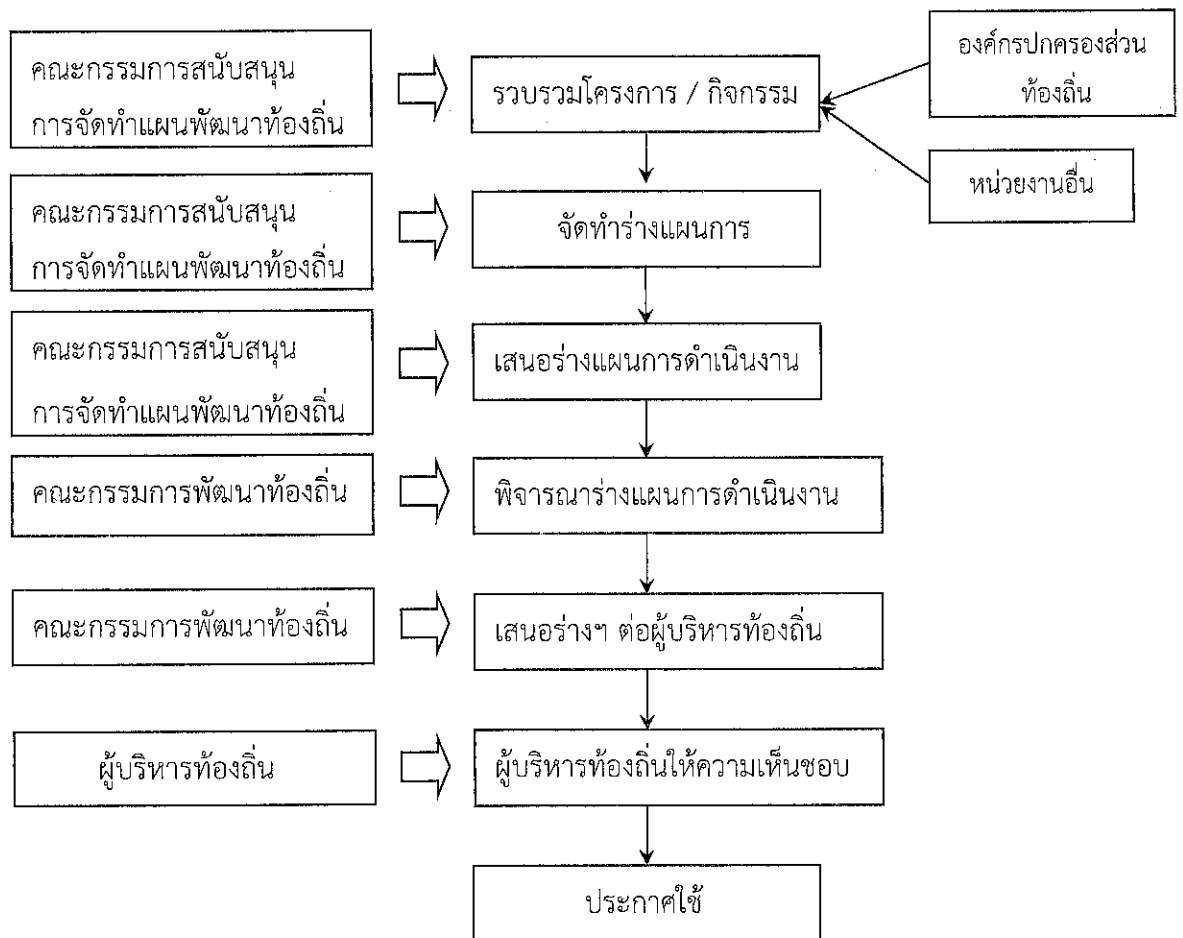 คณะกรรมการสนับสนุน
การจัดทำแผนพัฒนาท้องถิ่น
รวบรวมโครงการ / กิจกรรม
องค์กรปกครองส่วน
ท้องถิ่น
หน่วยงานอื่น
คณะกรรมการสนับสนุน
การจัดทำแผนพัฒนาท้องถิ่น
จัดทำร่างแผนการ
คณะกรรมการสนับสนุน
การจัดทำแผนพัฒนาท้องถิ่น
เสนอร่างแผนการดำเนินงาน
คณะกรรมการพัฒนาท้องถิ่น
พิจารณาร่างแผนการดำเนินงาน
คณะกรรมการพัฒนาท้องถิ่น
เสนอร่างฯ ต่อผู้บริหารท้องถิ่น
ผู้บริหารท้องถิ่น
ผู้บริหารท้องถิ่นให้ความเห็นชอบ
ประกาศใช้